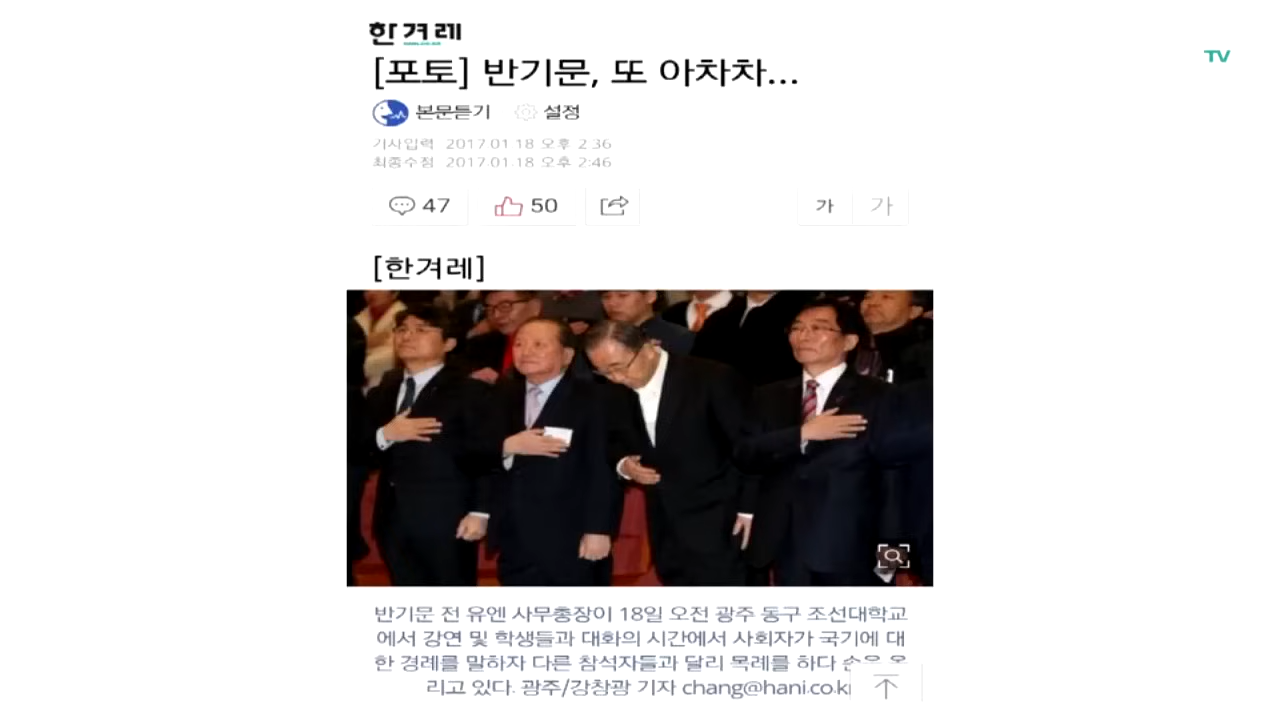 한겨레
TV
[포토] 반기문, 또 아차차...
본문듣기 설정
기사입력 2017.01.18 오후 2:36
최종수정 2017.01.18 오후 2:46
47 50 가 가
[한겨레]
반기문 전 유엔 사무총장이 18일 오전 광주 동구 조선대학교
에서 강연 및 학생들과 대화의 시간에서 사회자가 국기에 대
한 경례를 말하자 다른 참석자들과 달리 목례를 하다 손을 올
리고 있다. 광주/강창광 기자 chang@hani.co.kr